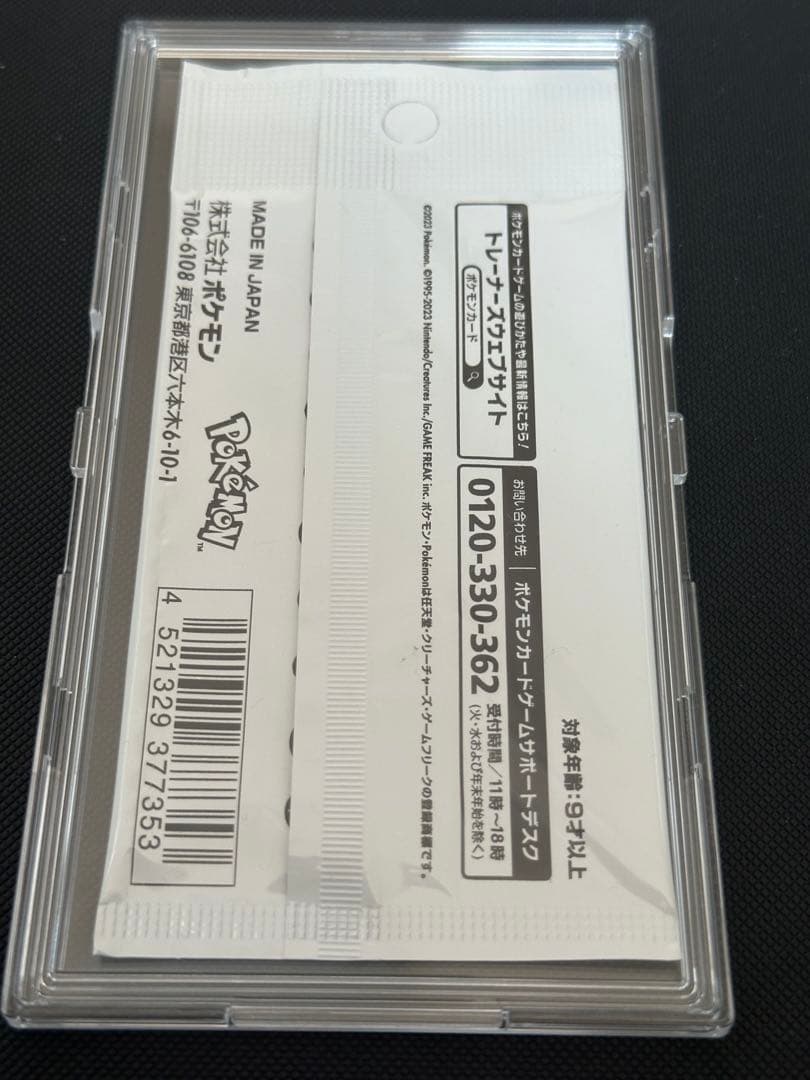 対象年齢：9才以上
ポケモンカードゲームの遊びかたや最新情報はこちら！
トレーナーズウェブサイト
ポケモンカード
お問い合わせ先 ポケモンカードゲームサポートデスク
0120-330-362 受付時間／11時〜18時
(火・水および年末年始を除く)
©2023 Pokémon. ©1995-2023 Nintendo/Creatures Inc./GAME FREAK inc. ポケモン・Pokémonは任天堂・クリーチャーズ・ゲームフリークの登録商標です。
MADE IN JAPAN
株式会社 ポケモン
〒106-6108 東京都港区六本木6-10-1
POKéMON™
4 521329 377353